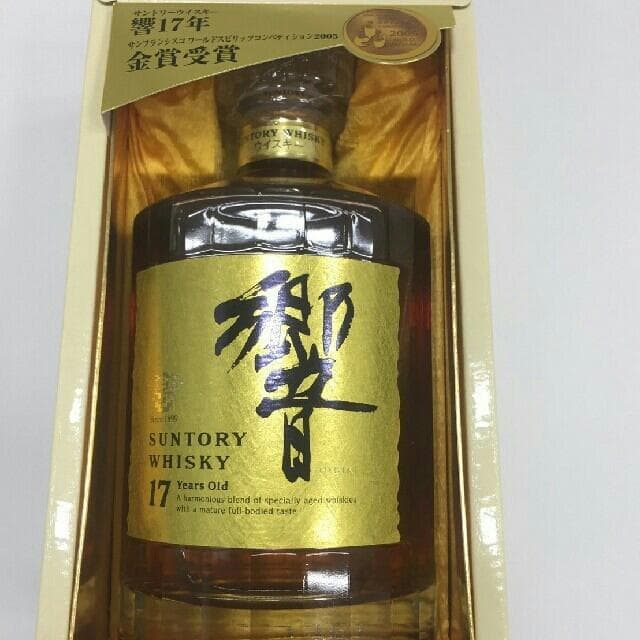 サントリーウイスキー
響17年
サンフランシスコ ワールドスピリッツコンペティション2005
金賞受賞
2005
SUNTORY WHISKY
ウイスキー
響
Since 1899
SUNTORY
WHISKY
17 Years Old
A harmonious blend of specially aged whiskies
with a mature full-bodied taste